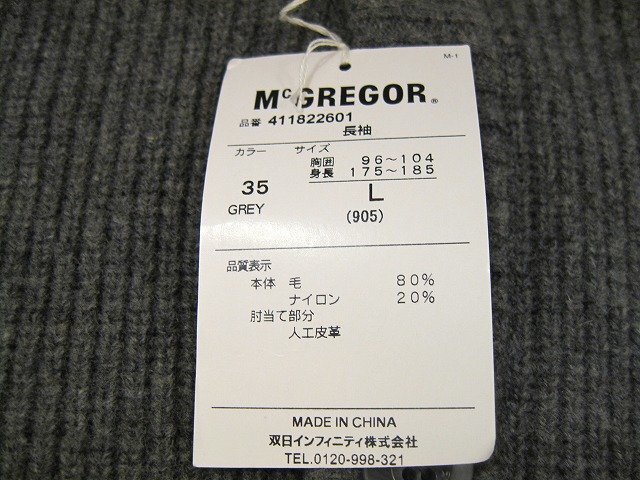 M-1
McGREGOR®
品番 411822601
長袖
カラー サイズ
胸囲 96~104
身長 175~185
35 L
GREY (905)
品質表示
本体 毛 80%
ナイロン 20%
肘当て部分
人工皮革
MADE IN CHINA
双日インフィニティ株式会社
TEL.0120-998-321